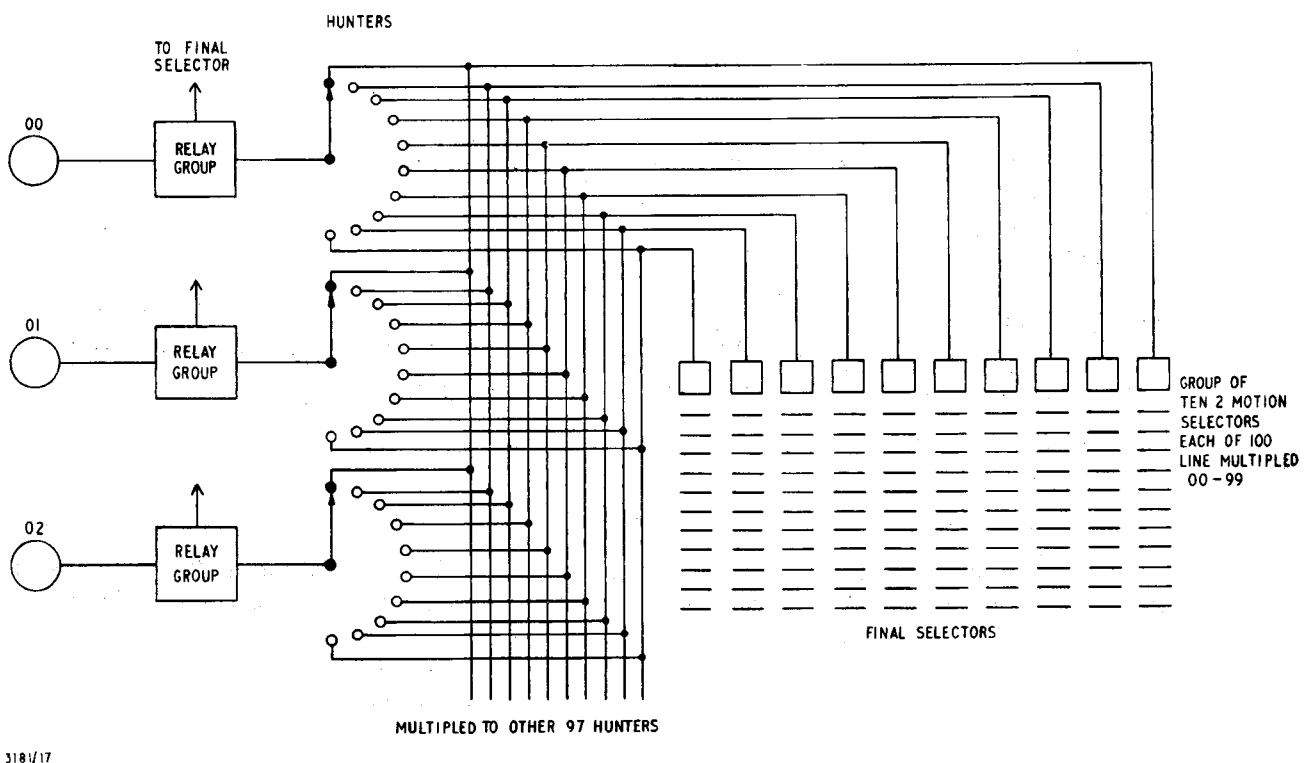 HUNTERS
TO FINAL
SELECTOR
00
RELAY
GROUP
01
RELAY
GROUP
GROUP OF
TEN 2 MOTION
SELECTORS
EACH OF 100
LINE MULTIPLED
00-99
02
RELAY
GROUP
FINAL SELECTORS
MULTIPLED TO OTHER 97 HUNTERS
3181/17